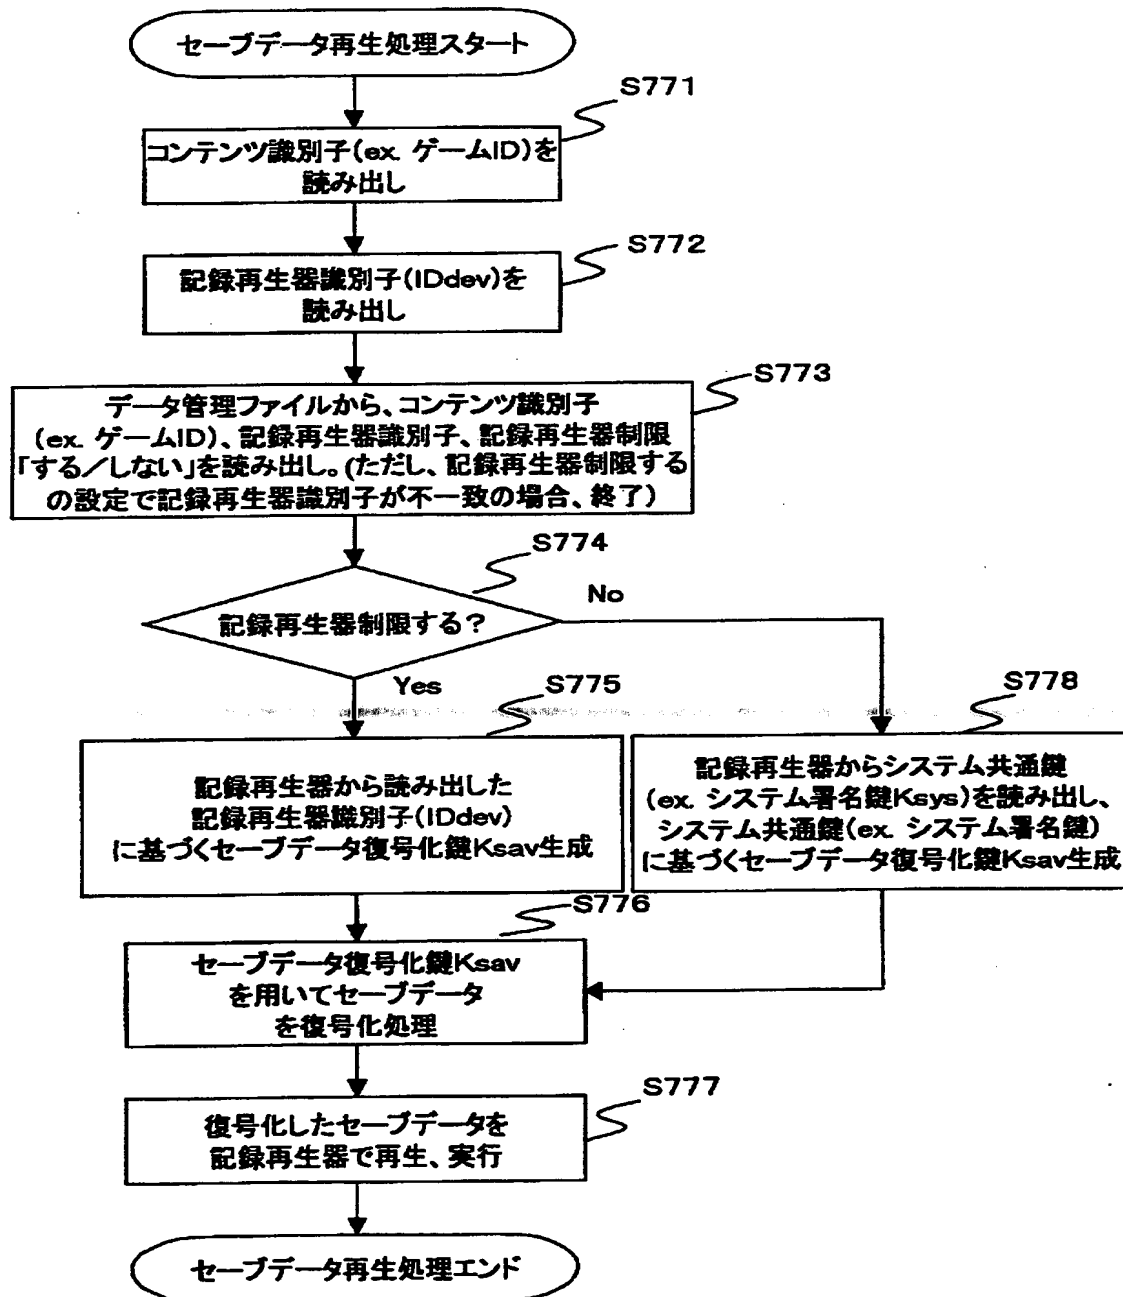 セーブデータ再生処理スタート
S771
コンテンツ識別子(ex. ゲームID)を
読み出し
S772
記録再生器識別子(IDdev)を
読み出し
S773
データ管理ファイルから、コンテンツ識別子
(ex. ゲームID)、記録再生器識別子、記録再生器制限
「する/しない」を読み出し。(ただし、記録再生器制限する
の設定で記録再生器識別子が不一致の場合、終了)
S774
記録再生器制限する?
No
Yes
S775
記録再生器から読み出した
記録再生器識別子(IDdev)
に基づくセーブデータ復号化鍵Ksav生成
S778
記録再生器からシステム共通鍵
(ex. システム署名鍵Ksys)を読み出し、
システム共通鍵(ex. システム署名鍵)
に基づくセーブデータ復号化鍵Ksav生成
S776
セーブデータ復号化鍵Ksav
を用いてセーブデータ
を復号化処理
S777
復号化したセーブデータを
記録再生器で再生、実行
セーブデータ再生処理エンド